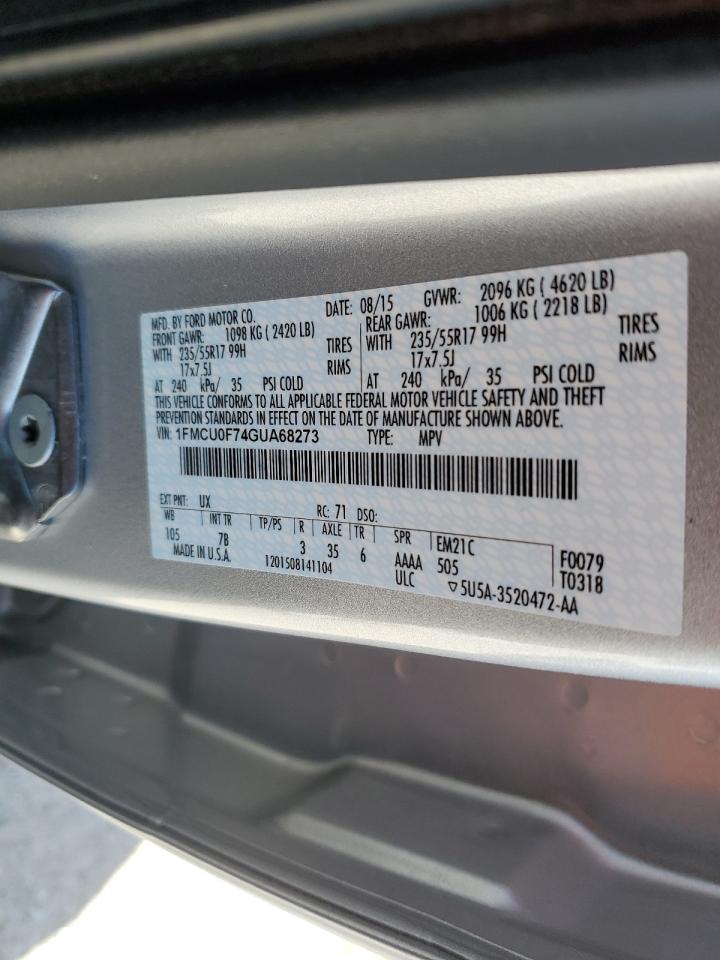 MFD. BY FORD MOTOR CO. DATE: 08/15 GVWR: 2096 KG ( 4620 LB)
FRONT GAWR: 1098 KG (2420 LB) REAR GAWR: 1006 KG ( 2218 LB)
WITH 235/55R17 99H TIRES WITH 235/55R17 99H TIRES
17x7.5J RIMS 17x7.5J RIMS
AT 240 kPa/ 35 PSI COLD AT 240 kPa/ 35 PSI COLD
THIS VEHICLE CONFORMS TO ALL APPLICABLE FEDERAL MOTOR VEHICLE SAFETY AND THEFT
PREVENTION STANDARDS IN EFFECT ON THE DATE OF MANUFACTURE SHOWN ABOVE.
VIN: 1FMCU0F74GUA68273 TYPE: MPV
EXT PNT: UX RC: 71 DSO:
WB INT TR TP/PS R AXLE TR SPR EM21C
105 7B 3 35 6 AAAA 505 F0079
MADE IN U.S.A. 1201508141104 ULC ▽5U5A-3520472-AA T0318